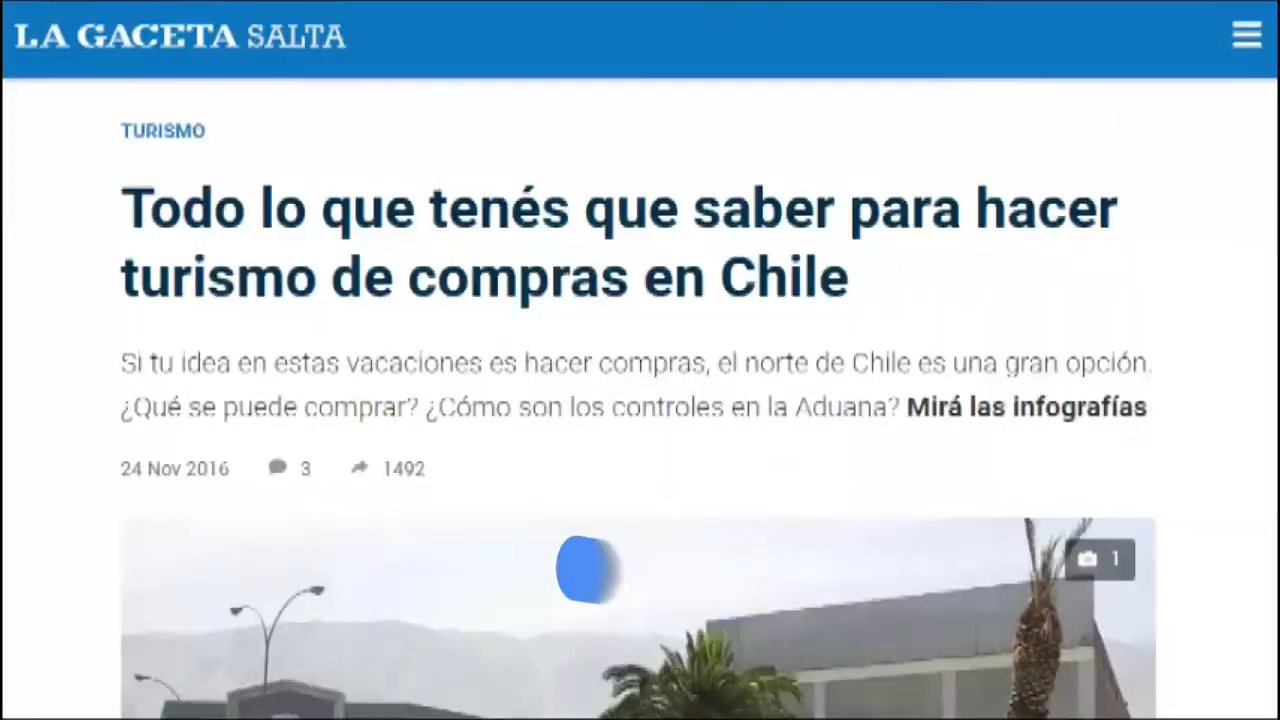 LA GACETA SALTA
TURISMO
Todo lo que tenés que saber para hacer
turismo de compras en Chile
Si tu idea en estas vacaciones es hacer compras, el norte de Chile es una gran opción.
¿Qué se puede comprar? ¿Cómo son los controles en la Aduana? Mirá las infografías
24 Nov 2016 3 1492
1